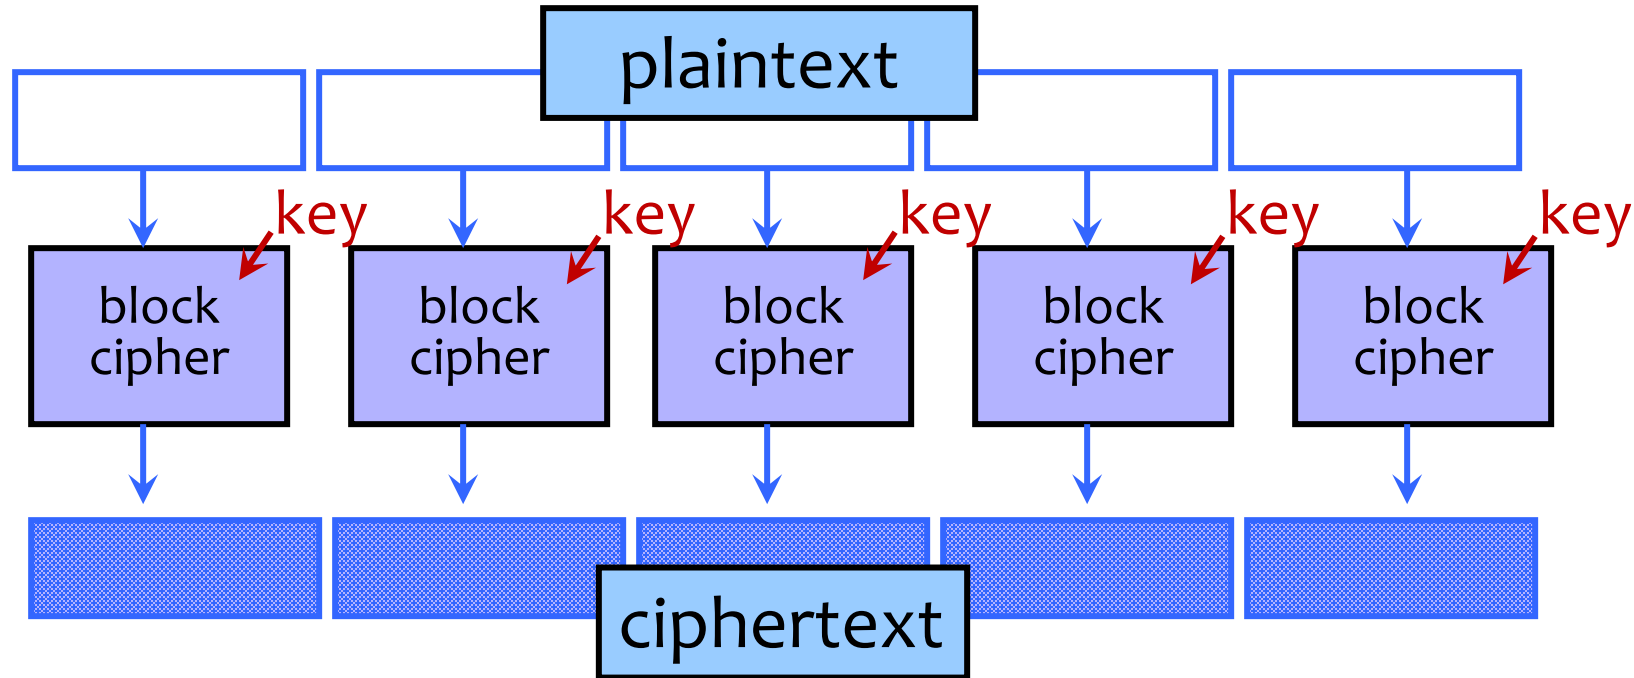 plaintext
key
key
key
key
key
block
cipher
block
cipher
block
cipher
block
cipher
block
cipher
ciphertext